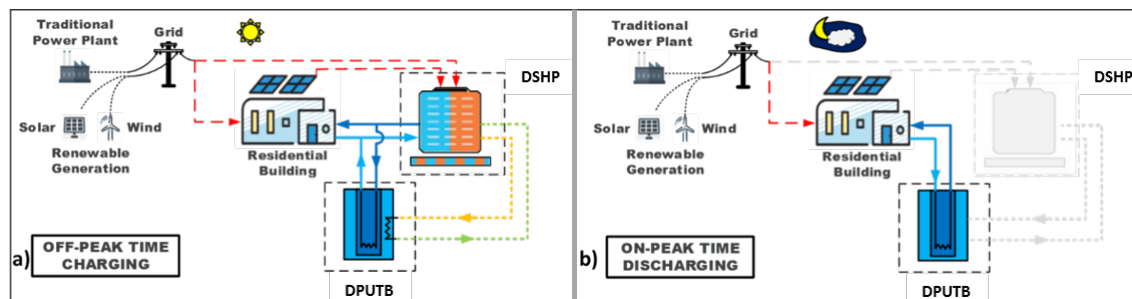 Traditional
Power Plant
Grid
DSHP
Solar
Wind
Renewable
Generation
Residential
Building
a)
OFF-PEAK TIME
CHARGING
DPUTB
Traditional
Power Plant
Grid
DSHP
Solar
Wind
Renewable
Generation
Residential
Building
b)
ON-PEAK TIME
DISCHARGING
DPUTB